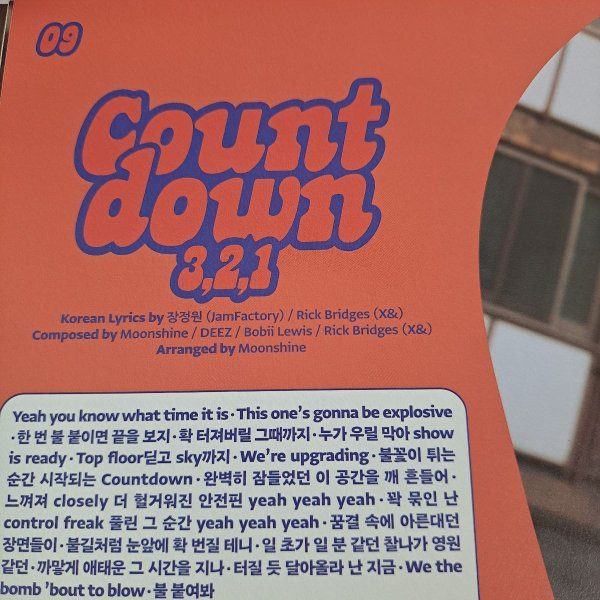 09
Count
down
3,2,1
Korean Lyrics by 장정원 (JamFactory) / Rick Bridges (X&)
Composed by Moonshine / DEEZ / Bobii Lewis / Rick Bridges (X&)
Arranged by Moonshine
Yeah you know what time it is · This one's gonna be explosive
· 한 번 불 붙이면 끝을 보지 · 확 터져버릴 그때까지 · 누가 우릴 막아 show
is ready · Top floor딛고 sky까지 · We're upgrading · 불꽃이 튀는
순간 시작되는 Countdown · 완벽히 잠들었던 이 공간을 깨 흔들어 ·
느껴져 closely 더 헐거워진 안전핀 yeah yeah yeah · 꽉 묶인 난
control freak 풀린 그 순간 yeah yeah yeah · 꿈결 속에 아른대던
장면들이 · 불길처럼 눈앞에 확 번질 테니 · 일 초가 일 분 같던 찰나가 영원
같던 · 까맣게 애태운 그 시간을 지나 · 터질 듯 달아올라 난 지금 · We the
bomb 'bout to blow · 불 붙여봐